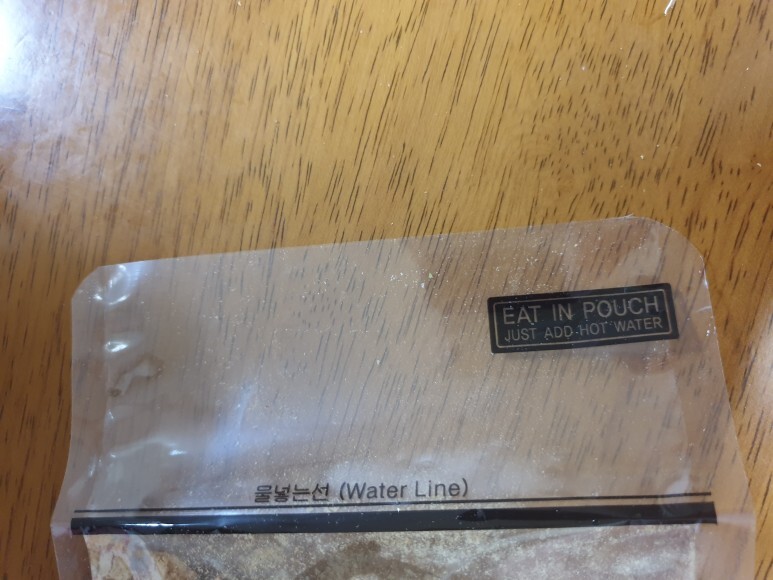 EAT IN POUCH
JUST ADD-HOT WATER
물넣는선 (Water Line)